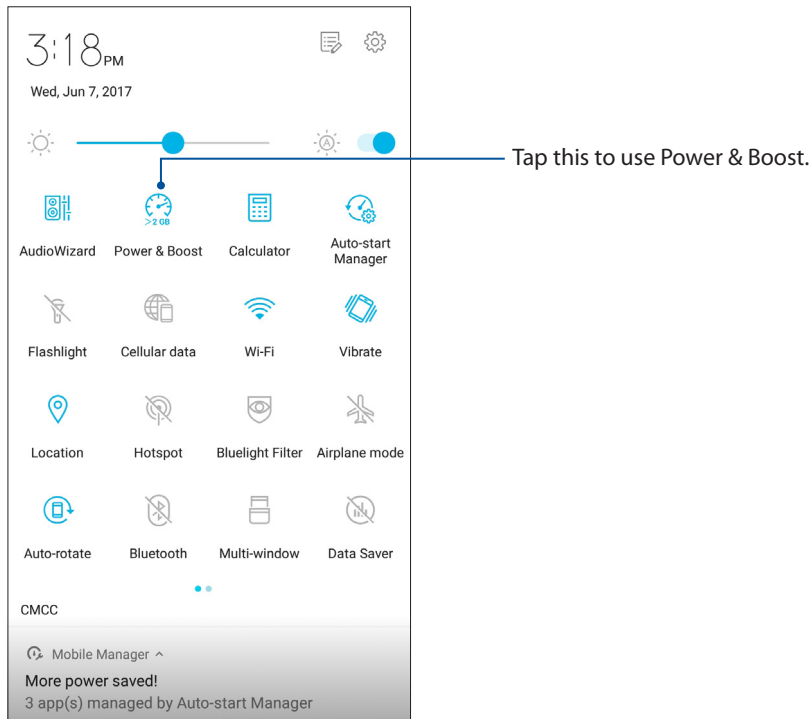 3:18 PM
Wed, Jun 7, 2017
A
Tap this to use Power & Boost.
>2 GB
AudioWizard Power & Boost Calculator Auto-start
Manager
Flashlight Cellular data Wi-Fi Vibrate
Location Hotspot Bluelight Filter Airplane mode
Auto-rotate Bluetooth Multi-window Data Saver
CMCC
Mobile Manager
More power saved!
3 app(s) managed by Auto-start Manager